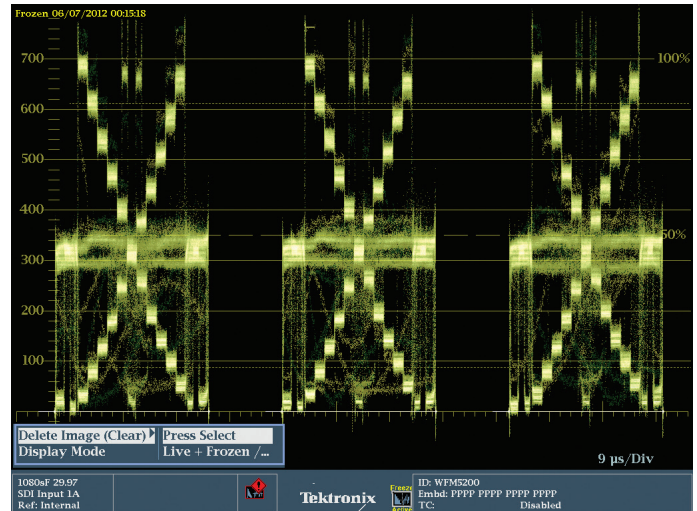 Frozen 06/07/2012 00:15:18
700
100%
600
500
400
50%
300
200
100
Delete Image (Clear) Press Select
Display Mode Live + Frozen /...
9 µs/Div
1080sF 29.97
SDI Input 1A
Ref: Internal
Tektronix
Freeze
Active
ID: WFM5200
Embd: PPPP PPPP PPPP PPPP
TC: Disabled